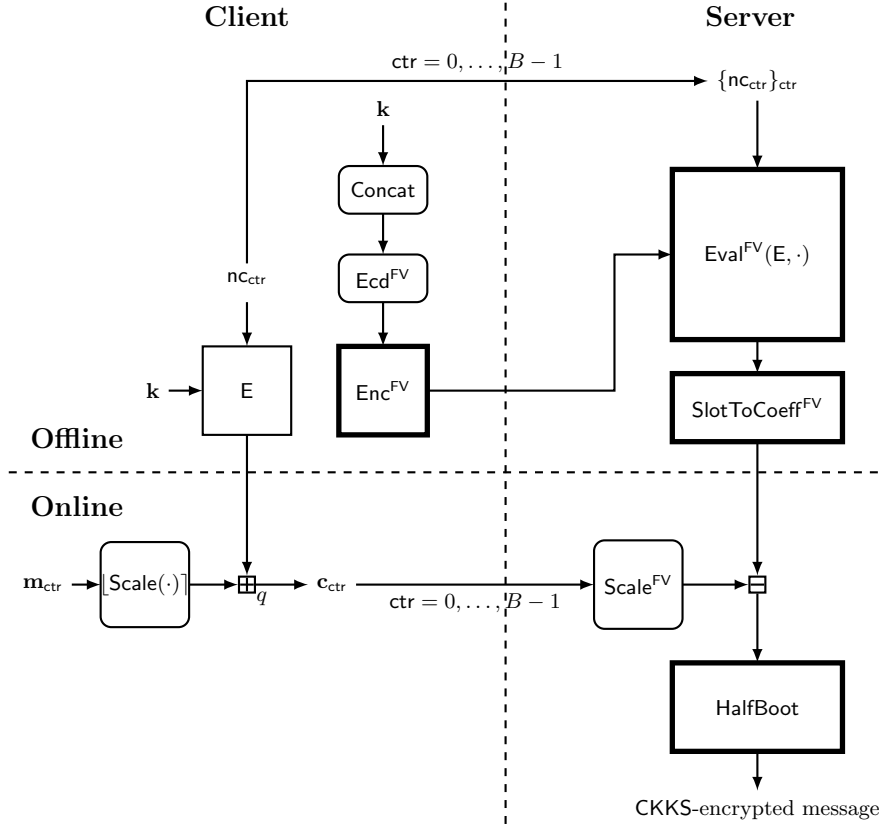 Client
Server
ctr = 0, . . . , B − 1
{nc_ctr}_ctr
k
Concat
Eval^FV(E, ·)
nc_ctr
Ecd^FV
k
E
Enc^FV
SlotToCoeff^FV
Offline
Online
m_ctr
⌊Scale(·)⌉
+
q
c_ctr
ctr = 0, . . . , B − 1
Scale^FV
−
HalfBoot
CKKS-encrypted message